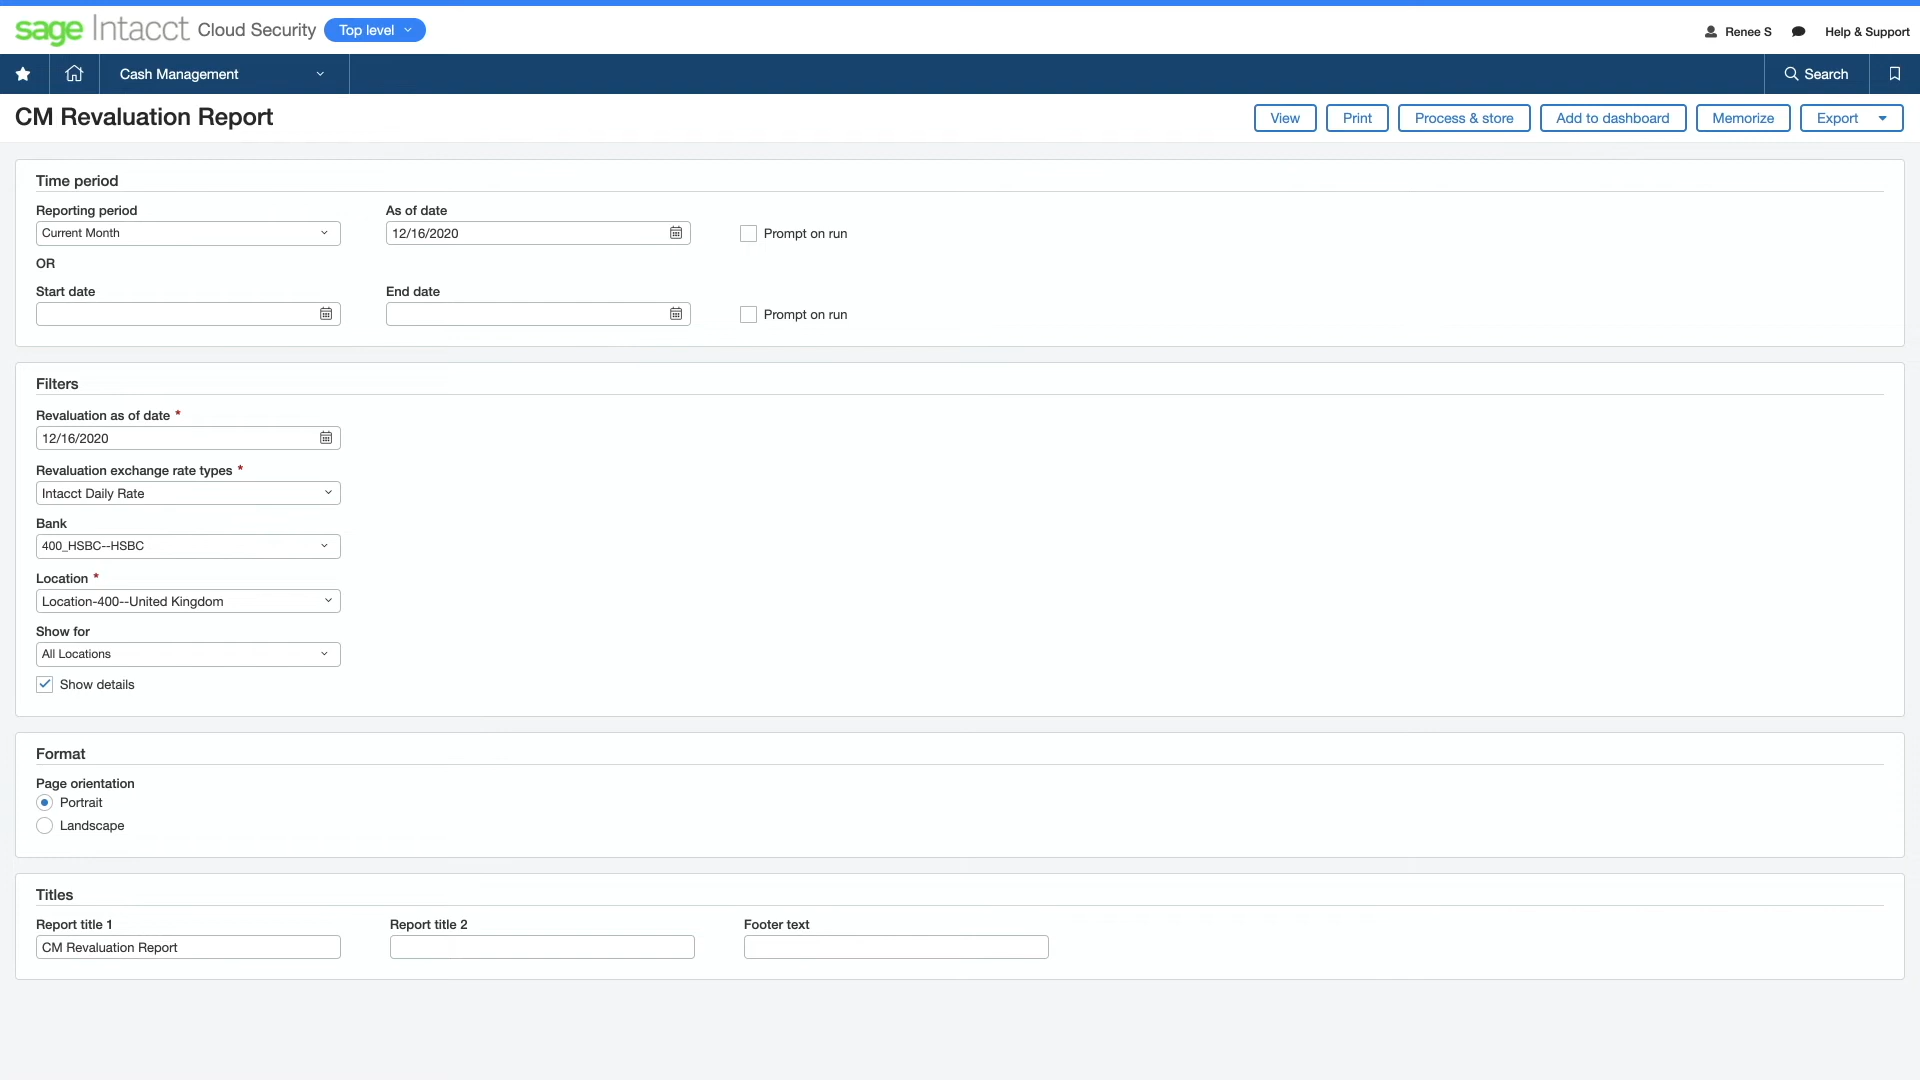 sage Intacct Cloud Security Top level Renee S Help & Support
Cash Management Search
CM Revaluation Report View Print Process & store Add to dashboard Memorize Export
Time period
Reporting period As of date
Current Month 12/16/2020 Prompt on run
OR
Start date End date
Prompt on run
Filters
Revaluation as of date *
12/16/2020
Revaluation exchange rate types *
Intacct Daily Rate
Bank
400_HSBC--HSBC
Location *
Location-400--United Kingdom
Show for
All Locations
Show details
Format
Page orientation
Portrait
Landscape
Titles
Report title 1 Report title 2 Footer text
CM Revaluation Report